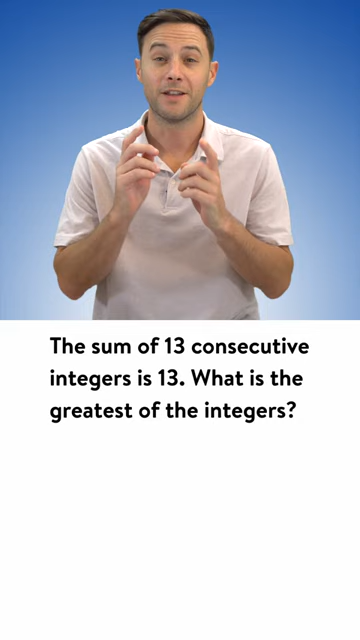 The sum of 13 consecutive
integers is 13. What is the
greatest of the integers?